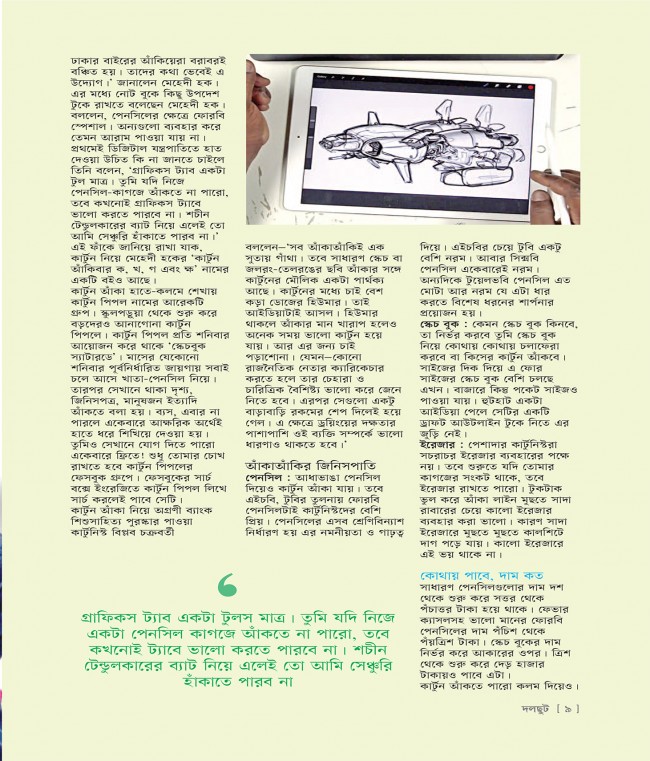 ঢাকার বাইরের আঁকিয়েরা বরাবরই
বঞ্চিত হয়। তাদের কথা ভেবেই এ
উদ্যোগ।’ জানালেন মেহেদী হক।
এর মধ্যে নোট বুকে কিছু উপদেশ
টুকে রাখতে বলেছেন মেহেদী হক।
বললেন, পেনসিলের ক্ষেত্রে ফোরবি
স্পেশাল। অন্যগুলো ব্যবহার করে
তেমন আরাম পাওয়া যায় না।
প্রথমেই ডিজিটাল যন্ত্রপাতিতে হাত
দেওয়া উচিত কি না জানতে চাইলে
তিনি বলেন, ‘গ্রাফিকস ট্যাব একটা
টুল মাত্র। তুমি যদি নিজে
পেনসিল-কাগজে আঁকতে না পারো,
তবে কখনোই গ্রাফিকস ট্যাবে
ভালো করতে পারবে না। শচীন
টেন্ডুলকারের ব্যাট নিয়ে এলেই তো
আমি সেঞ্চুরি হাঁকাতে পারব না।’
এই ফাঁকে জানিয়ে রাখা যাক,
কার্টুন নিয়ে মেহেদী হকের ‘কার্টুন
আঁকিবার ক, খ, গ এবং ক্ষ’ নামের
একটি বইও আছে।
কার্টুন আঁকা হাতে-কলমে শেখায়
কার্টুন পিপল নামের আরেকটি
গ্রুপ। স্কুলপড়ুয়া থেকে শুরু করে
বড়দেরও আনাগোনা কার্টুন
পিপলে। কার্টুন পিপল প্রতি শনিবার
আয়োজন করে থাকে ‘স্কেচবুক
স্যাটারডে’। মাসের যেকোনো
শনিবার পূর্বনির্ধারিত জায়গায় সবাই
চলে আসে খাতা-পেনসিল নিয়ে।
তারপর সেখানে থাকা দৃশ্য,
জিনিসপত্র, মানুষজন ইত্যাদি
আঁকতে বলা হয়। ব্যস, এবার না
পারলে একেবারে আক্ষরিক অর্থেই
হাতে ধরে শিখিয়ে দেওয়া হয়।
তুমিও সেখানে যোগ দিতে পারো
একেবারে ফ্রিতে! শুধু তোমার চোখ
রাখতে হবে কার্টুন পিপলের
ফেসবুক গ্রুপে। ফেসবুকের সার্চ
বক্সে ইংরেজিতে কার্টুন পিপল লিখে
সার্চ করলেই পাবে সেটি।
কার্টুন আঁকা নিয়ে অগ্রণী ব্যাংক
শিশুসাহিত্য পুরস্কার পাওয়া
কার্টুনিস্ট বিপ্লব চক্রবর্তী
বললেন—‘সব আঁকাআঁকিই এক
সুতায় গাঁথা। তবে সাধারণ স্কেচ বা
জলরং-তেলরঙের ছবি আঁকার সঙ্গে
কার্টুনের মৌলিক একটা পার্থক্য
আছে। কার্টুনের মধ্যে চাই বেশ
কড়া ডোজের হিউমার। তাই
আইডিয়াটাই আসল। হিউমার
থাকলে আঁকার মান খারাপ হলেও
অনেক সময় ভালো কার্টুন হয়ে
যায়। আর এর জন্য চাই
পড়াশোনা। যেমন—কোনো
রাজনৈতিক নেতার ক্যারিকেচার
করতে হলে তার চেহারা ও
চারিত্রিক বৈশিষ্ট্য ভালো করে জেনে
নিতে হবে। এরপর সেগুলো একটু
বাড়াবাড়ি রকমের শেপ দিলেই হয়ে
গেল। এ ক্ষেত্রে ড্রয়িংয়ের দক্ষতার
পাশাপাশি ওই ব্যক্তি সম্পর্কে ভালো
ধারণাও থাকতে হবে।’
আঁকাআঁকির জিনিসপাতি
পেনসিল : আধাভাঙা পেনসিল
দিয়েও কার্টুন আঁকা যায়। তবে
এইচবি, টুবির তুলনায় ফোরবি
পেনসিলটাই কার্টুনিস্টদের বেশি
প্রিয়। পেনসিলের এসব শ্রেণিবিন্যাস
নির্ধারণ হয় এর নমনীয়তা ও গাঢ়ত্ব
দিয়ে। এইচবির চেয়ে টুবি একটু
বেশি নরম। আবার সিক্সবি
পেনসিল একেবারেই নরম।
অন্যদিকে টুয়েলভবি পেনসিল এত
মোটা আর নরম যে এটা ধার
করতে বিশেষ ধরনের শার্পনার
প্রয়োজন হয়।
স্কেচ বুক : কেমন স্কেচ বুক কিনবে,
তা নির্ভর করবে তুমি স্কেচ বুক
নিয়ে কোথায় কোথায় চলাফেরা
করবে বা কিসের কার্টুন আঁকবে।
সাইজের দিক দিয়ে এ ফোর
সাইজের স্কেচ বুক বেশি চলছে
এখন। বাজারে কিন্তু পকেট সাইজও
পাওয়া যায়। হুটহাট একটা
আইডিয়া পেলে সেটির একটি
ড্রাফট আউটলাইন টুকে নিতে এর
জুড়ি নেই।
ইরেজার : পেশাদার কার্টুনিস্টরা
সচরাচর ইরেজার ব্যবহারের পক্ষে
নয়। তবে শুরুতে যদি তোমার
কাগজের সংকট থাকে, তবে
ইরেজার রাখতে পারো। টুকটাক
ভুল করে আঁকা লাইন মুছতে সাদা
রাবারের চেয়ে কালো ইরেজার
ব্যবহার করা ভালো। কারণ সাদা
ইরেজারে মুছতে মুছতে কালশিটে
দাগ পড়ে যায়। কালো ইরেজারে
এই ভয় থাকে না।
কোথায় পাবে, দাম কত
সাধারণ পেনসিলগুলোর দাম দশ
থেকে শুরু করে সত্তর থেকে
পঁচাত্তর টাকা হয়ে থাকে। ফেভার
ক্যাসলসহ ভালো মানের ফোরবি
পেনসিলের দাম পঁচিশ থেকে
পঁয়ত্রিশ টাকা। স্কেচ বুকের দাম
নির্ভর করে আকারের ওপর। ত্রিশ
থেকে শুরু করে দেড় হাজার
টাকায়ও পাবে এটা।
কার্টুন আঁকতে পারো কলম দিয়েও।
গ্রাফিকস ট্যাব একটা টুলস মাত্র। তুমি যদি নিজে
একটা পেনসিল কাগজে আঁকতে না পারো, তবে
কখনোই ট্যাবে ভালো করতে পারবে না। শচীন
টেন্ডুলকারের ব্যাট নিয়ে এলেই তো আমি সেঞ্চুরি
হাঁকাতে পারব না
দলছুট [ ৯ ]